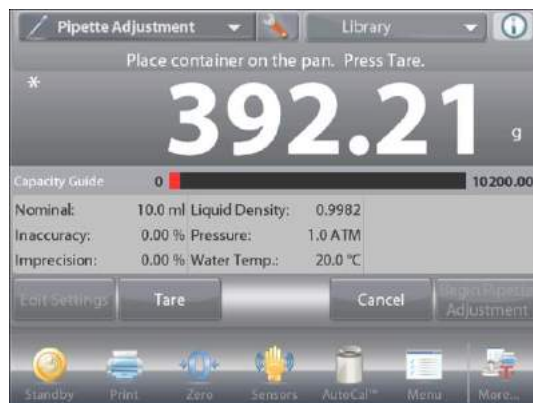 Pipette Adjustment Library
Place container on the pan. Press Tare.
*
392.21 g
Capacity Guide 0 10200.00
Nominal: 10.0 ml Liquid Density: 0.9982
Inaccuracy: 0.00 % Pressure: 1.0 ATM
Imprecision: 0.00 % Water Temp.: 20.0 °C
Edit Settings Tare Cancel Begin Pipette
Adjustment
Standby Print Zero Sensors AutoCal™ Menu More...